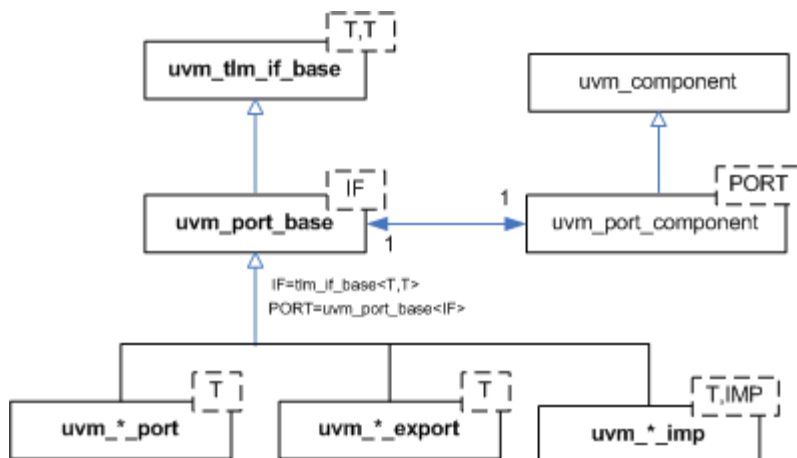 T,T
uvm_tlm_if_base
uvm_component
IF
PORT
uvm_port_base
1
1
uvm_port_component
IF=tlm_if_base<T,T>
PORT=uvm_port_base<IF>
T
T
T,IMP
uvm_*_port
uvm_*_export
uvm_*_imp